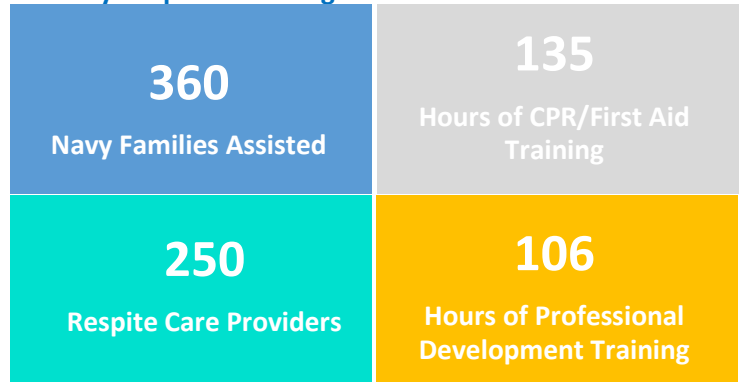 360
Navy Families Assisted
135
Hours of CPR/First Aid
Training
250
Respite Care Providers
106
Hours of Professional
Development Training